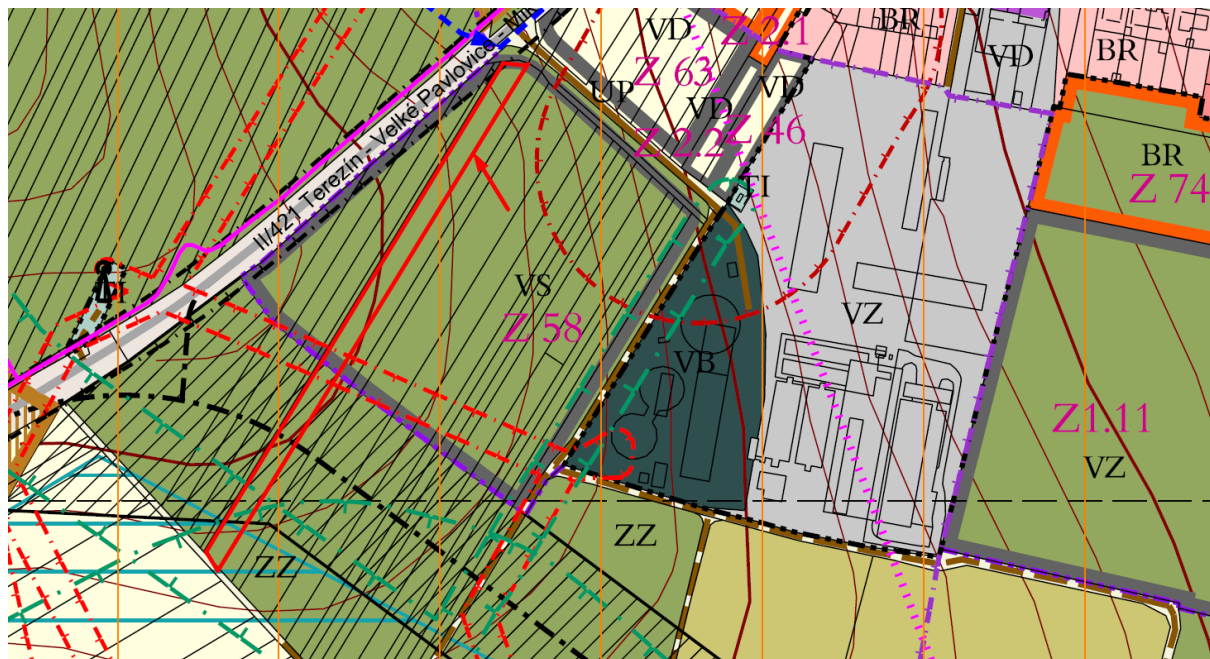 VD
Z 2.1
BR
VD
BR
Z 63
UP
VD
VD
Z 2.2
Z 46
BR
Z 74
TI
II/421 Terezín - Velké Pavlovice - Mik
TI
VS
Z 58
VZ
VB
Z1.11
VZ
ZZ
ZZ